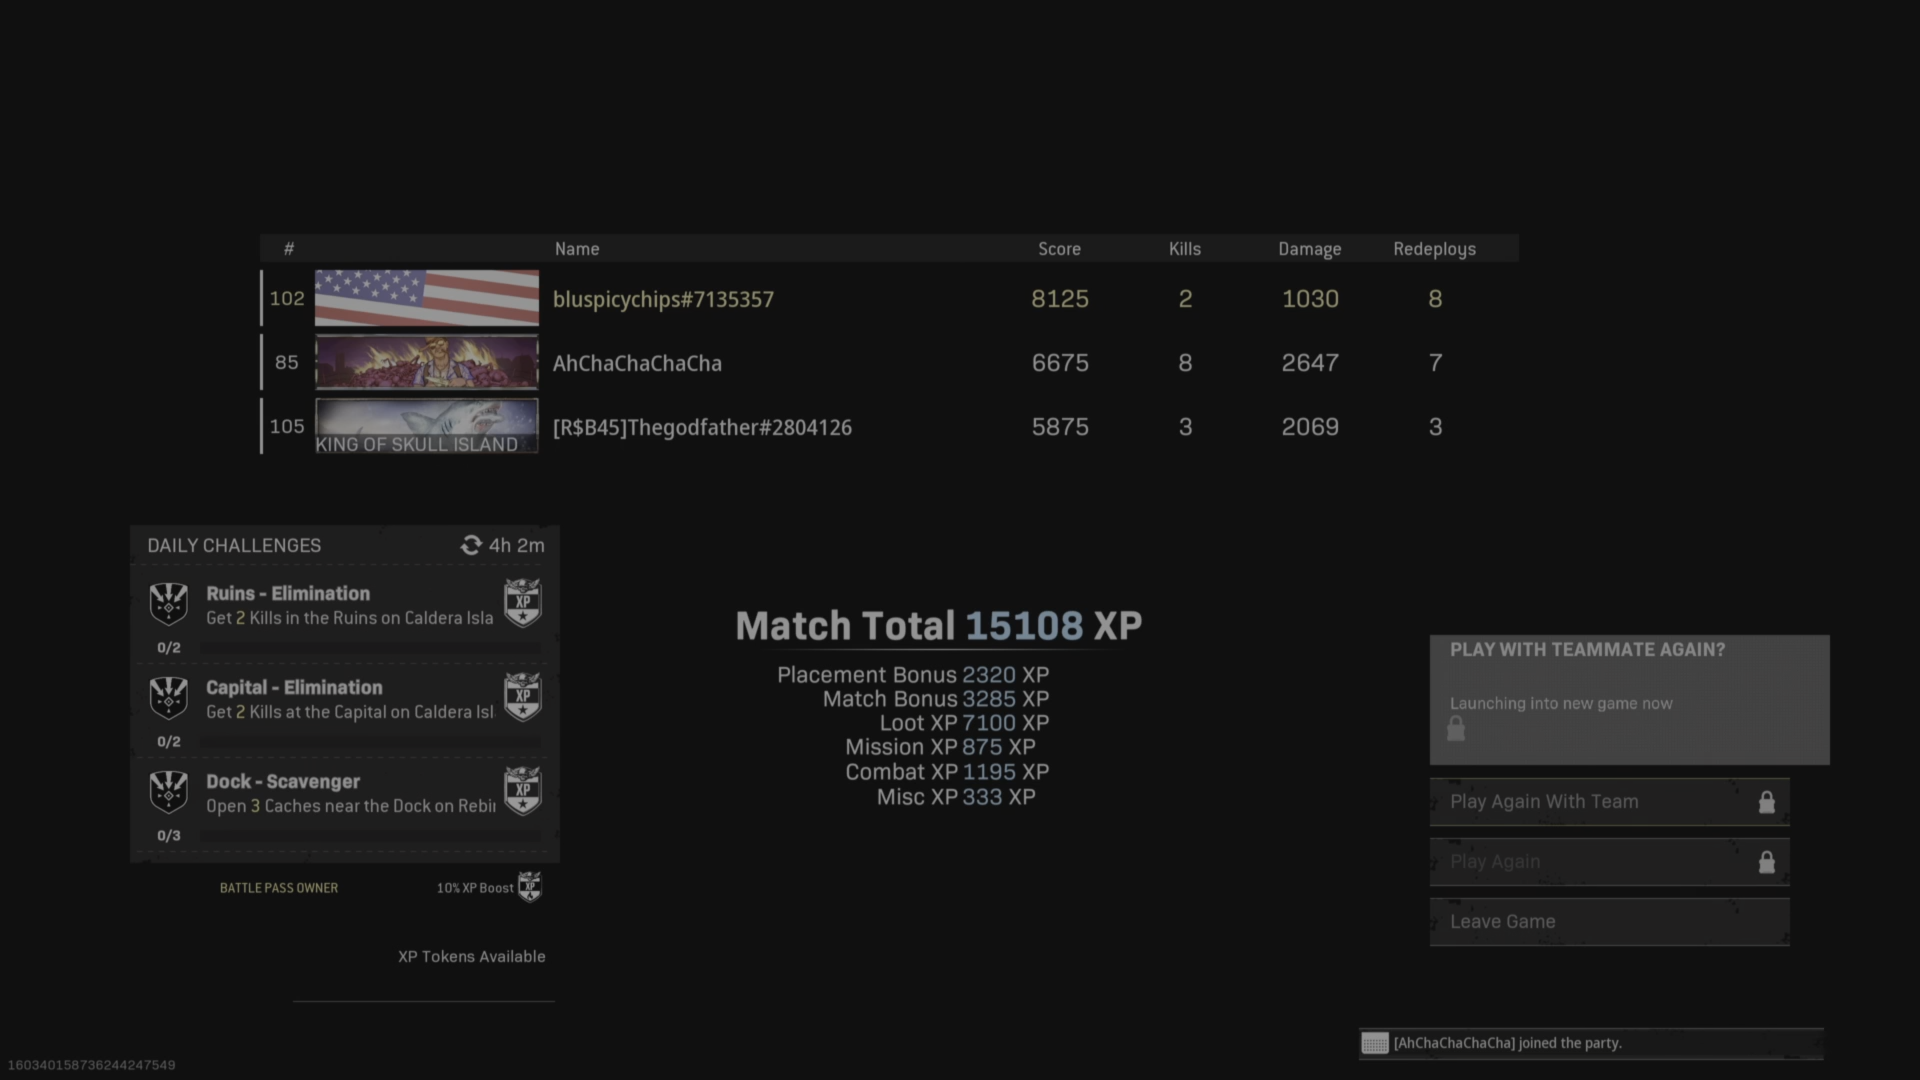 # Name Score Kills Damage Redeploys
102 bluspicychips#7135357 8125 2 1030 8
85 AhChaChaChaCha 6675 8 2647 7
105 KING OF SKULL ISLAND [R$B45]Thegodfather#2804126 5875 3 2069 3
DAILY CHALLENGES 4h 2m
Ruins - Elimination
Get 2 Kills in the Ruins on Caldera Isla
XP
0/2
Capital - Elimination
Get 2 Kills at the Capital on Caldera Isl
XP
0/2
Dock - Scavenger
Open 3 Caches near the Dock on Rebir
XP
0/3
BATTLE PASS OWNER 10% XP Boost XP
XP Tokens Available
Match Total 15108 XP
Placement Bonus 2320 XP
Match Bonus 3285 XP
Loot XP 7100 XP
Mission XP 875 XP
Combat XP 1195 XP
Misc XP 333 XP
PLAY WITH TEAMMATE AGAIN?
Launching into new game now
Play Again With Team
Play Again
Leave Game
[AhChaChaChaCha] joined the party.
160340158736244247549